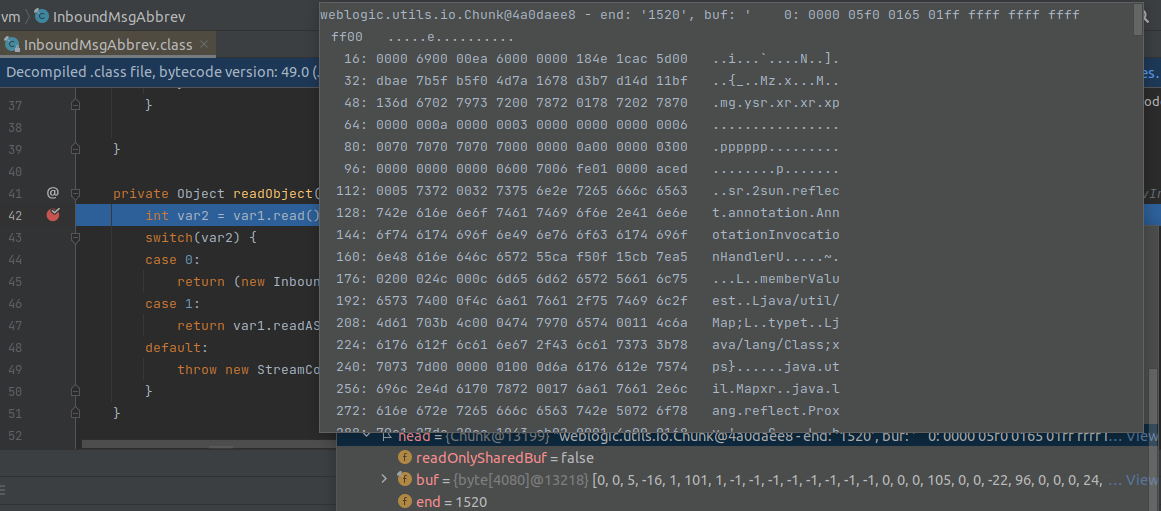 vm
InboundMsgAbbrev
InboundMsgAbbrev.class
Decompiled .class file, bytecode version: 49.0 (
37 }
38
39 }
40
41 @ private Object readObject(
42 int var2 = var1.read()
43 switch(var2) {
44 case 0:
45 return (new Inboun
46 case 1:
47 return var1.readAS
48 default:
49 throw new StreamCo
50 }
51 }
52
weblogic.utils.io.Chunk@4a0daee8 - end: '1520', buf: ' 0: 0000 05f0 0165 01ff ffff ffff ffff
ff00 .....e..........
16: 0000 6900 00ea 6000 0000 184e 1cac 5d00 ..i...`....N..].
32: dbae 7b5f b5f0 4d7a 1678 d3b7 d14d 11bf ..{_..Mz.x...M..
48: 136d 6702 7973 7200 7872 0178 7202 7870 .mg.ysr.xr.xr.xp
64: 0000 000a 0000 0003 0000 0000 0000 0006 ................
80: 0070 7070 7070 7000 0000 0a00 0000 0300 .pppppp.........
96: 0000 0000 0000 0600 7006 fe01 0000 aced ........p.......
112: 0005 7372 0032 7375 6e2e 7265 666c 6563 ..sr.2sun.reflec
128: 742e 616e 6e6f 7461 7469 6f6e 2e41 6e6e t.annotation.Ann
144: 6f74 6174 696f 6e49 6e76 6f63 6174 696f otationInvocatio
160: 6e48 616e 646c 6572 55ca f50f 15cb 7ea5 nHandlerU.....~.
176: 0200 024c 000c 6d65 6d62 6572 5661 6c75 ...L..memberValu
192: 6573 7400 0f4c 6a61 7661 2f75 7469 6c2f est..Ljava/util/
208: 4d61 703b 4c00 0474 7970 6574 0011 4c6a Map;L..typet..Lj
224: 6176 612f 6c61 6e67 2f43 6c61 7373 3b78 ava/lang/Class;x
240: 7073 7d00 0000 0100 0d6a 6176 612e 7574 ps}......java.ut
256: 696c 2e4d 6170 7872 0017 6a61 7661 2e6c il.Mapxr..java.l
272: 616e 672e 7265 666c 6563 742e 5072 6f78 ang.reflect.Prox
head = {Chunk@13199} "weblogic.utils.io.Chunk@4a0daee8 - end: '1520', buf: ' 0: 0000 05f0 0165 01ff ffff f ... View
readOnlySharedBuf = false
buf = {byte[4080]@13218} [0, 0, 5, -16, 1, 101, 1, -1, -1, -1, -1, -1, -1, -1, -1, 0, 0, 0, 105, 0, 0, -22, 96, 0, 0, 0, 24, ... View
end = 1520